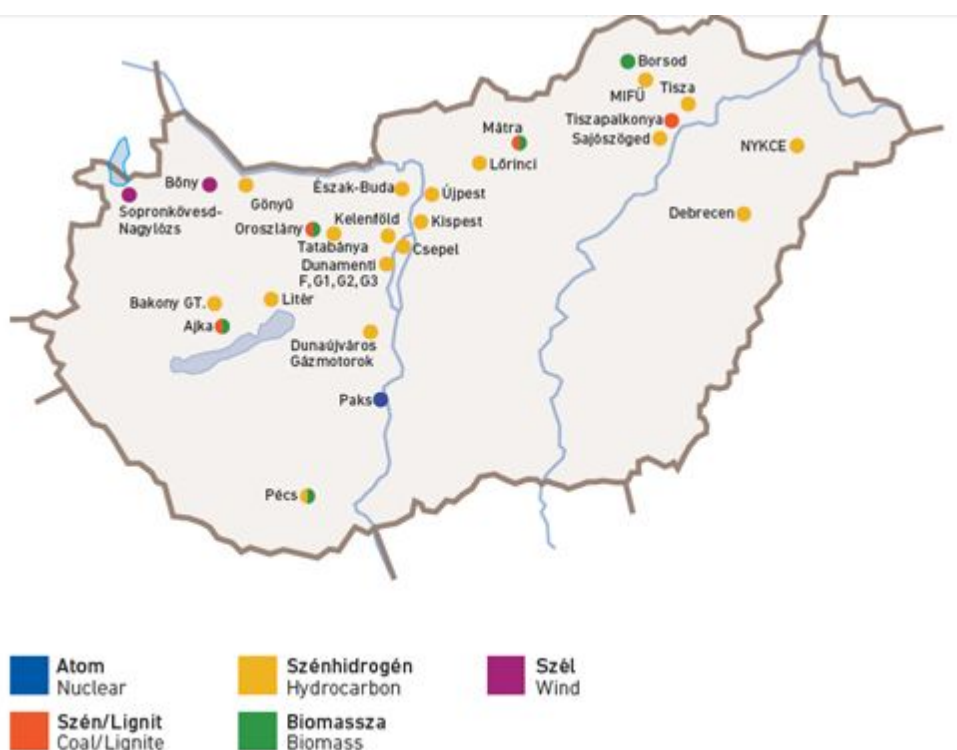 Borsod
MIFŰ
Tisza
Tiszapalkonya
Sajószöged
Mátra
Lőrinci
NYKCE
Debrecen
Bőny
Sopronkövesd-
Nagylózs
Gönyű
Észak-Buda
Újpest
Oroszlány
Kelenföld
Kispest
Tatabánya
Csepel
Dunamenti
F, G1, G2, G3
Bakony GT.
Litér
Ajka
Dunaújváros
Gázmotorok
Paks
Pécs
Atom
Nuclear
Szénhidrogén
Hydrocarbon
Szél
Wind
Szén/Lignit
Coal/Lignite
Biomassza
Biomass